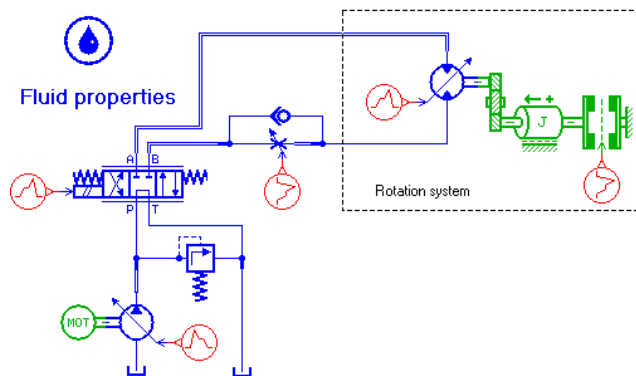 Fluid properties
A B
P T
MOT
J
Rotation system